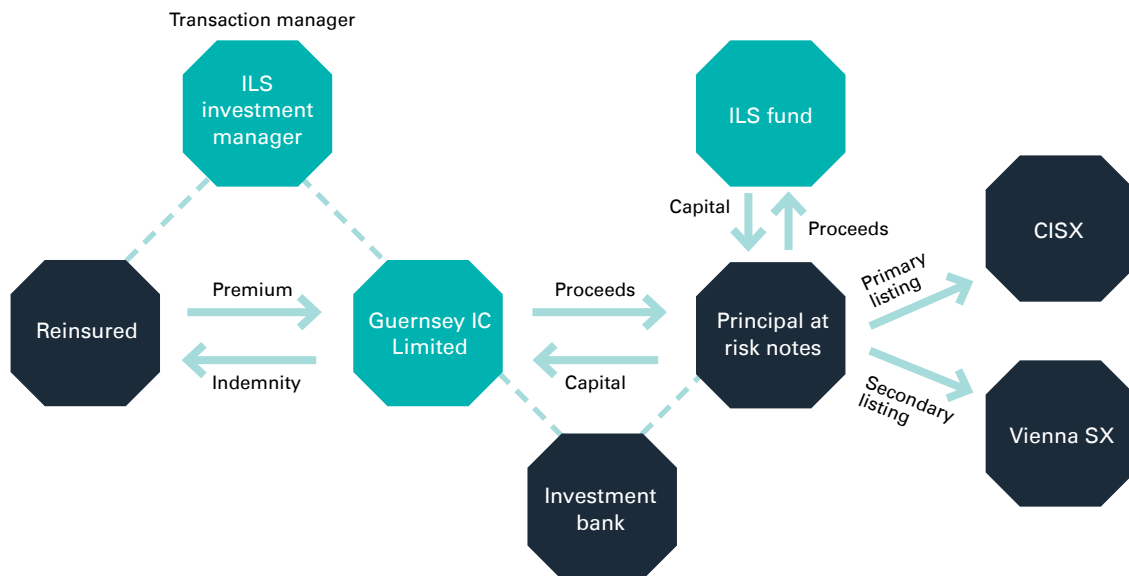 Transaction manager
ILS
investment
manager
ILS fund
Capital
Proceeds
CISX
Primary
listing
Reinsured
Premium
Indemnity
Guernsey IC
Limited
Proceeds
Capital
Principal at
risk notes
Secondary
listing
Vienna SX
Investment
bank